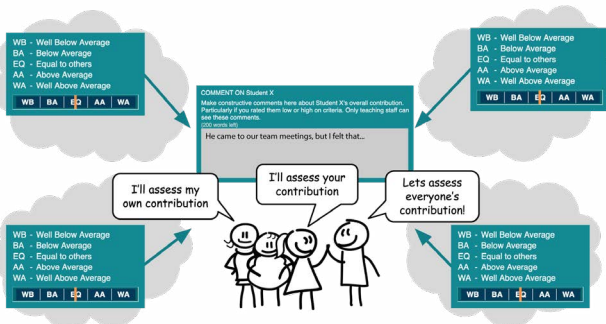 WB - Well Below Average
BA - Below Average
EQ - Equal to others
AA - Above Average
WA - Well Above Average
WB BA EQ AA WA
WB - Well Below Average
BA - Below Average
EQ - Equal to others
AA - Above Average
WA - Well Above Average
WB BA EQ AA WA
COMMENT ON Student X
Make constructive comments here about Student X's overall contribution.
Particularly if you rated them low or high on criteria. Only teaching staff can
see these comments.
(200 words left)
He came to our team meetings, but I felt that...
I'll assess my
own contribution
I'll assess your
contribution
Lets assess
everyone's
contribution!
WB - Well Below Average
BA - Below Average
EQ - Equal to others
AA - Above Average
WA - Well Above Average
WB BA EQ AA WA
WB - Well Below Average
BA - Below Average
EQ - Equal to others
AA - Above Average
WA - Well Above Average
WB BA EQ AA WA